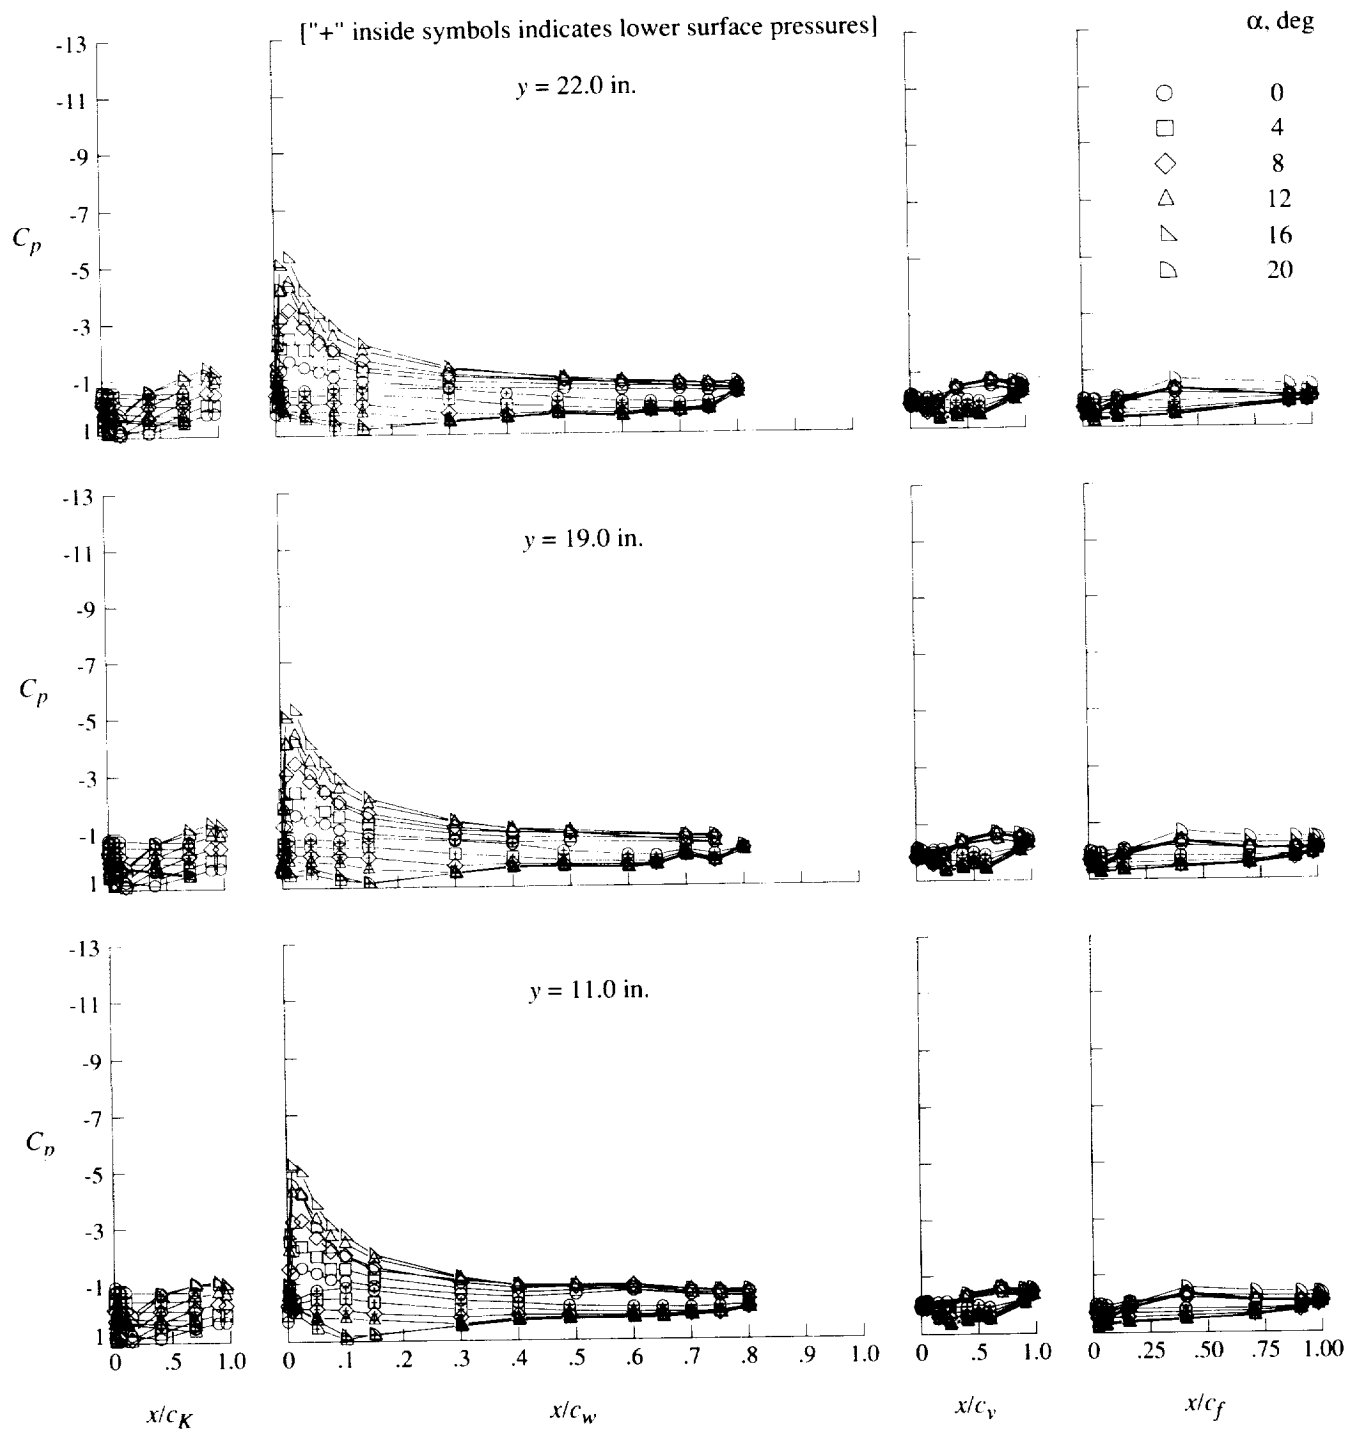 ["+" inside symbols indicates lower surface pressures]
α, deg
y = 22.0 in.
0
4
8
12
16
20
-13
-11
-9
-7
-5
-3
-1
1
Cp
y = 19.0 in.
-13
-11
-9
-7
-5
-3
-1
1
Cp
y = 11.0 in.
-13
-11
-9
-7
-5
-3
-1
1
Cp
0 .5 1.0
0 .1 .2 .3 .4 .5 .6 .7 .8 .9 1.0
0 .5 1.0
0 .25 .50 .75 1.00
x/cK
x/cw
x/cv
x/cf